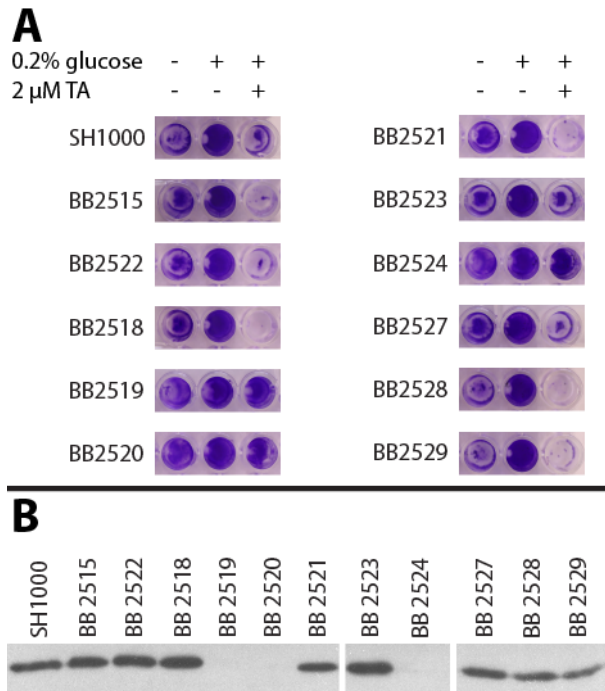 A
0.2% glucose - + + - + +
2 µM TA - - + - - +
SH1000 BB2521
BB2515 BB2523
BB2522 BB2524
BB2518 BB2527
BB2519 BB2528
BB2520 BB2529
B
SH1000 BB 2515 BB 2522 BB 2518 BB 2519 BB 2520 BB 2521 BB 2523 BB 2524 BB 2527 BB 2528 BB 2529